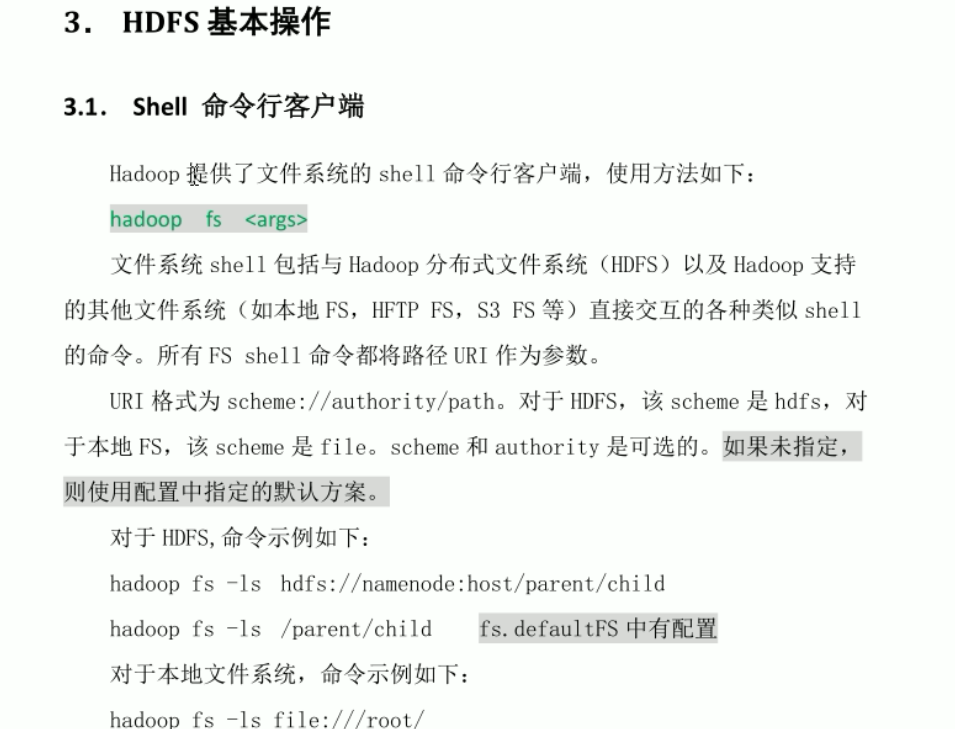 3. HDFS 基本操作
3.1. Shell 命令行客户端
Hadoop 提供了文件系统的 shell 命令行客户端，使用方法如下：
hadoop fs <args>
文件系统 shell 包括与 Hadoop 分布式文件系统（HDFS）以及 Hadoop 支持
的其他文件系统（如本地 FS，HFTP FS，S3 FS 等）直接交互的各种类似 shell
的命令。所有 FS shell 命令都将路径 URI 作为参数。
URI 格式为 scheme://authority/path。对于 HDFS，该 scheme 是 hdfs，对
于本地 FS，该 scheme 是 file。scheme 和 authority 是可选的。如果未指定，
则使用配置中指定的默认方案。
对于 HDFS,命令示例如下：
hadoop fs -ls hdfs://namenode:host/parent/child
hadoop fs -ls /parent/child fs.defaultFS 中有配置
对于本地文件系统，命令示例如下：
hadoop fs -ls file:///root/